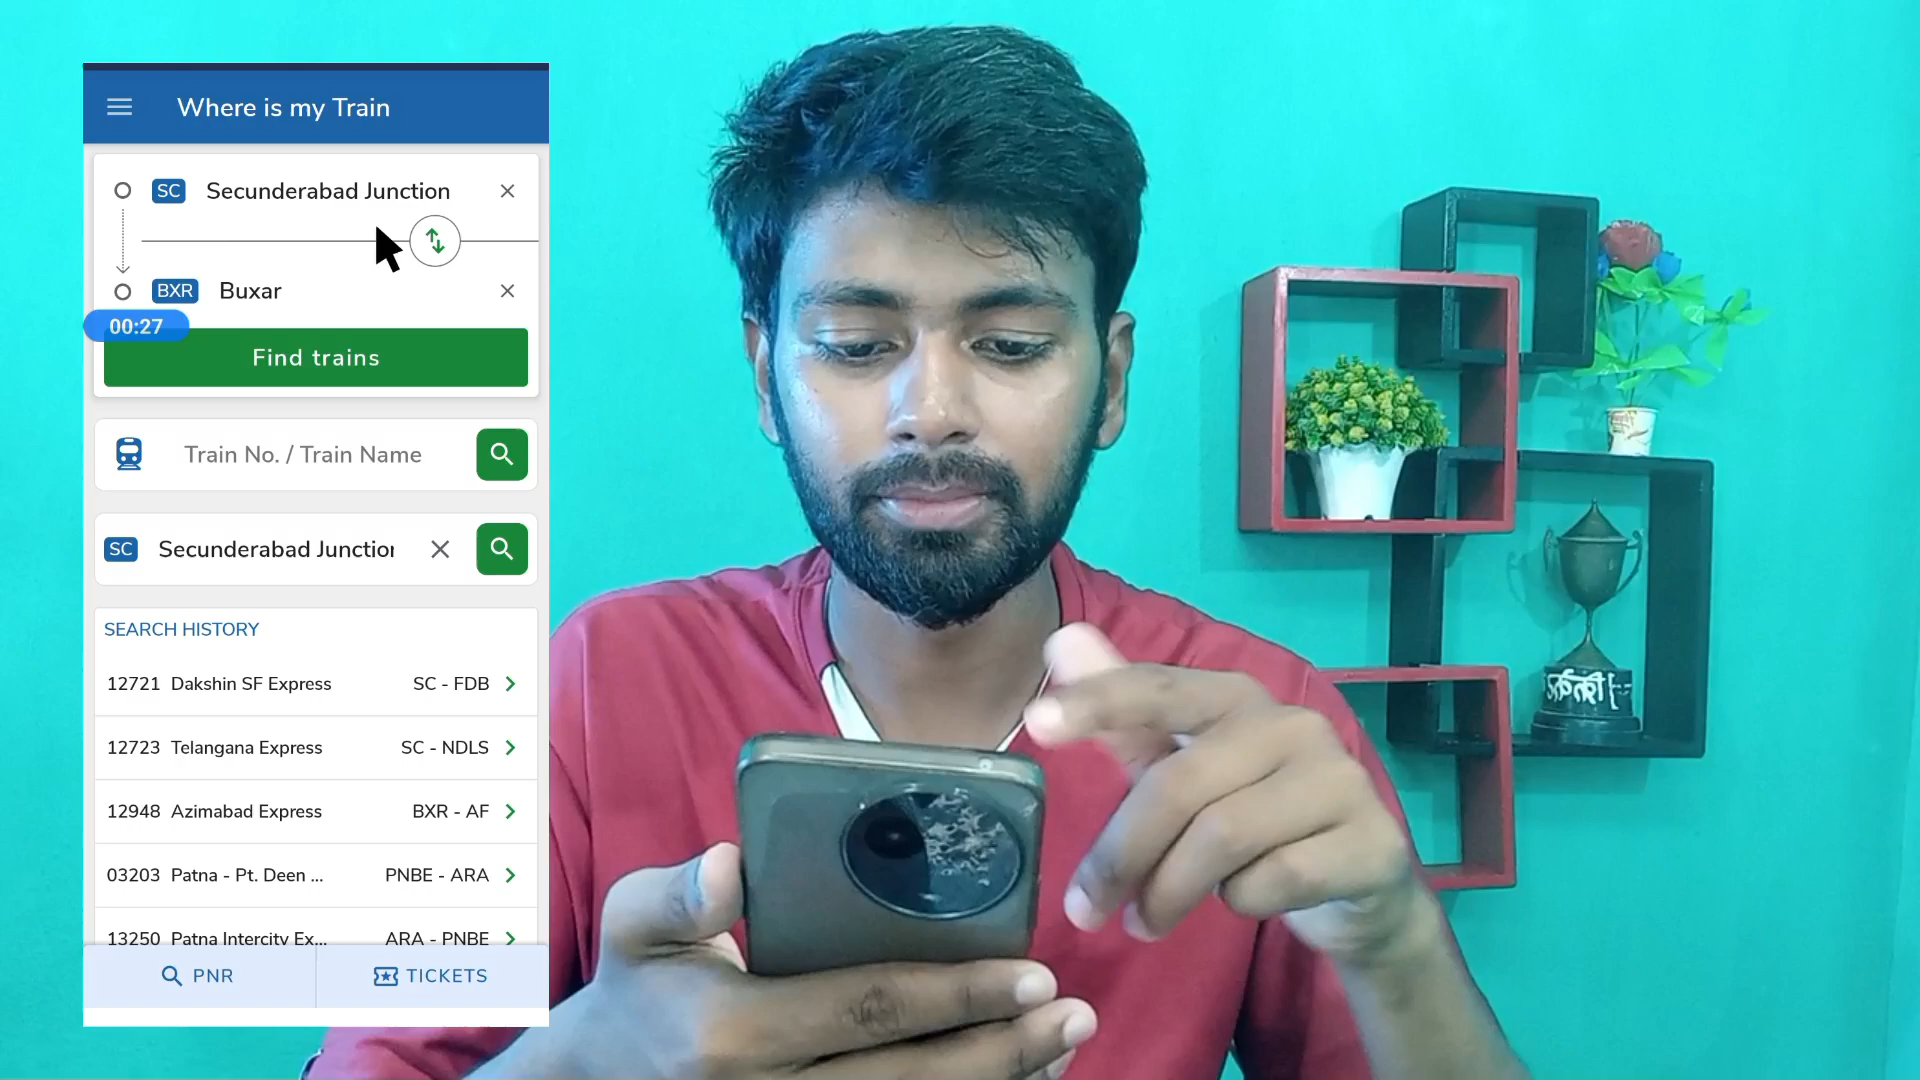 Where is my Train
SC Secunderabad Junction
BXR Buxar
00:27
Find trains
Train No. / Train Name
SC Secunderabad Junction
SEARCH HISTORY
12721 Dakshin SF Express SC - FDB
12723 Telangana Express SC - NDLS
12948 Azimabad Express BXR - AF
03203 Patna - Pt. Deen ... PNBE - ARA
13250 Patna Intercity Ex... ARA - PNBE
PNR
TICKETS